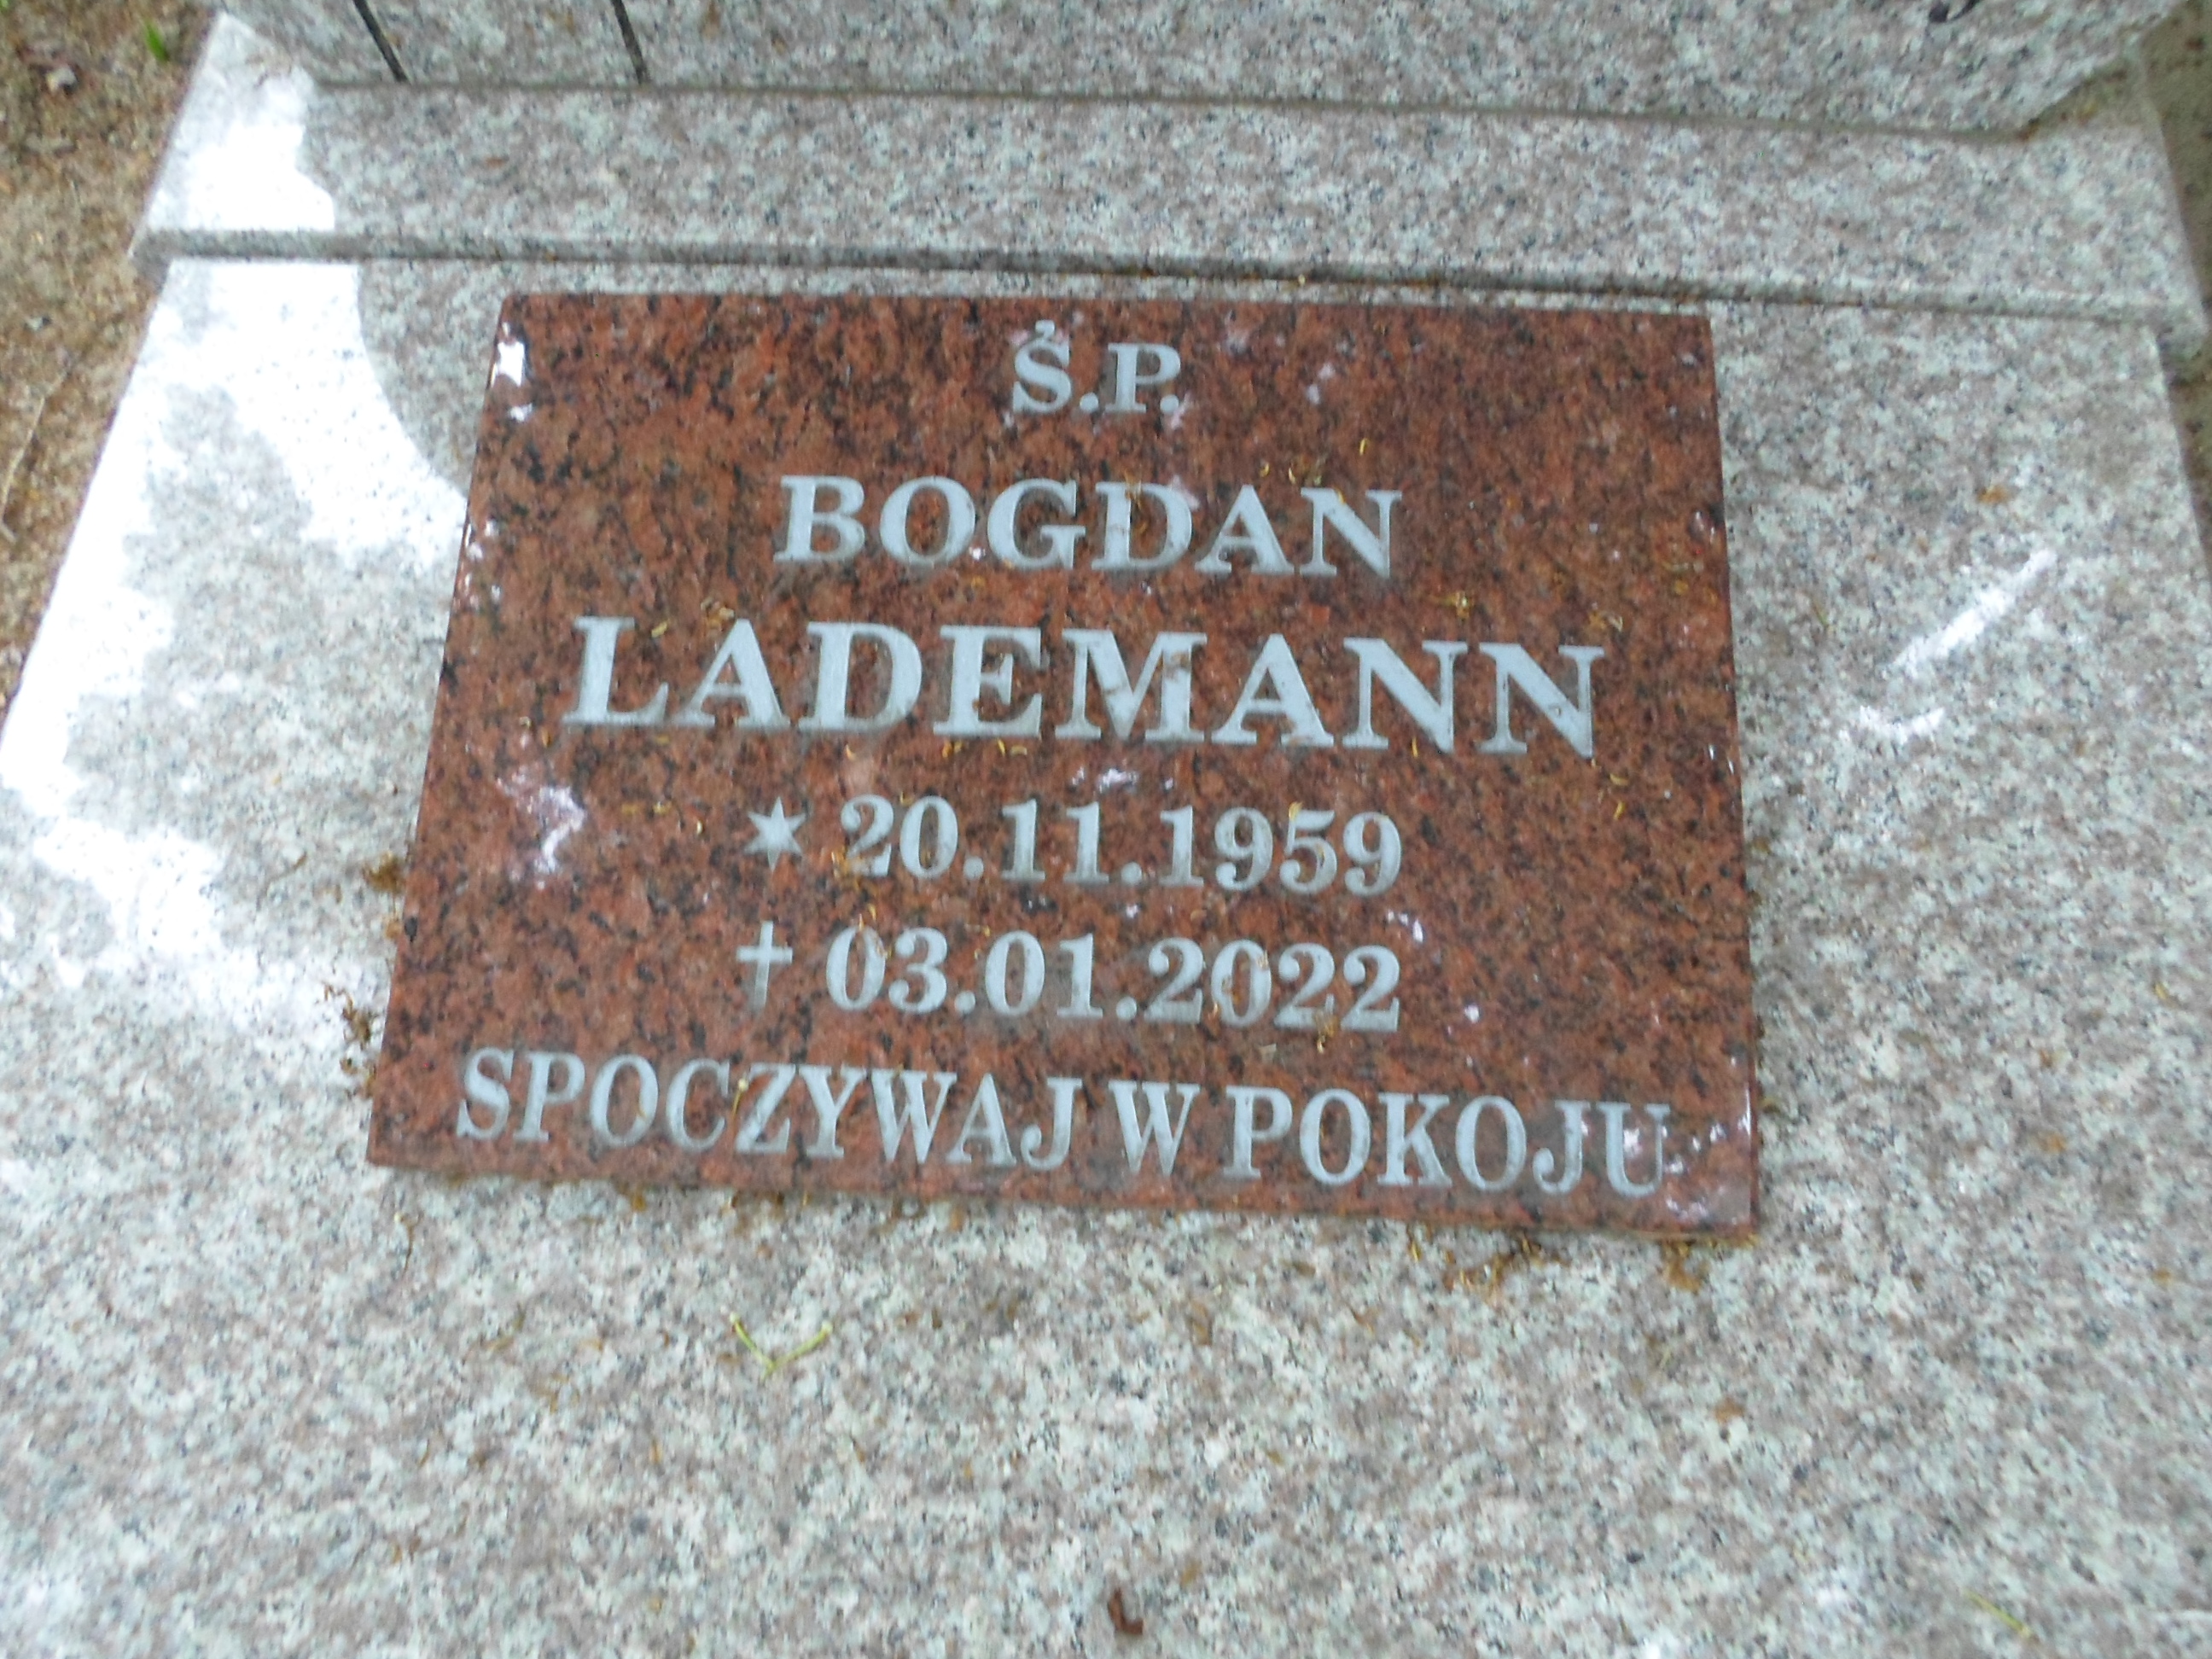 Ś.P.
BOGDAN
LADEMANN
★ 20.11.1959
✝ 03.01.2022
SPOCZYWAJ W POKOJU